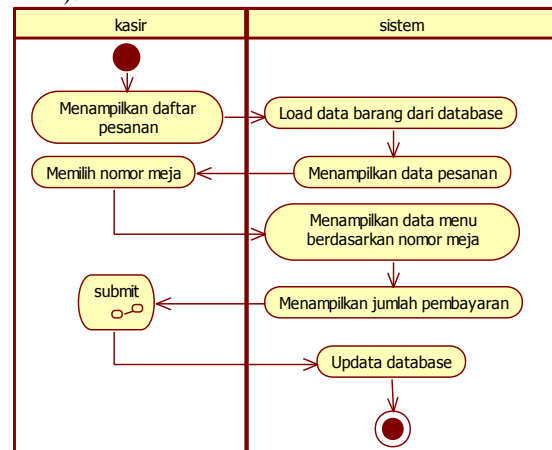 kasir
sistem
Menampilkan daftar
pesanan
Load data barang dari database
Memilih nomor meja
Menampilkan data pesanan
Menampilkan data menu
berdasarkan nomor meja
submit
Menampilkan jumlah pembayaran
Updata database